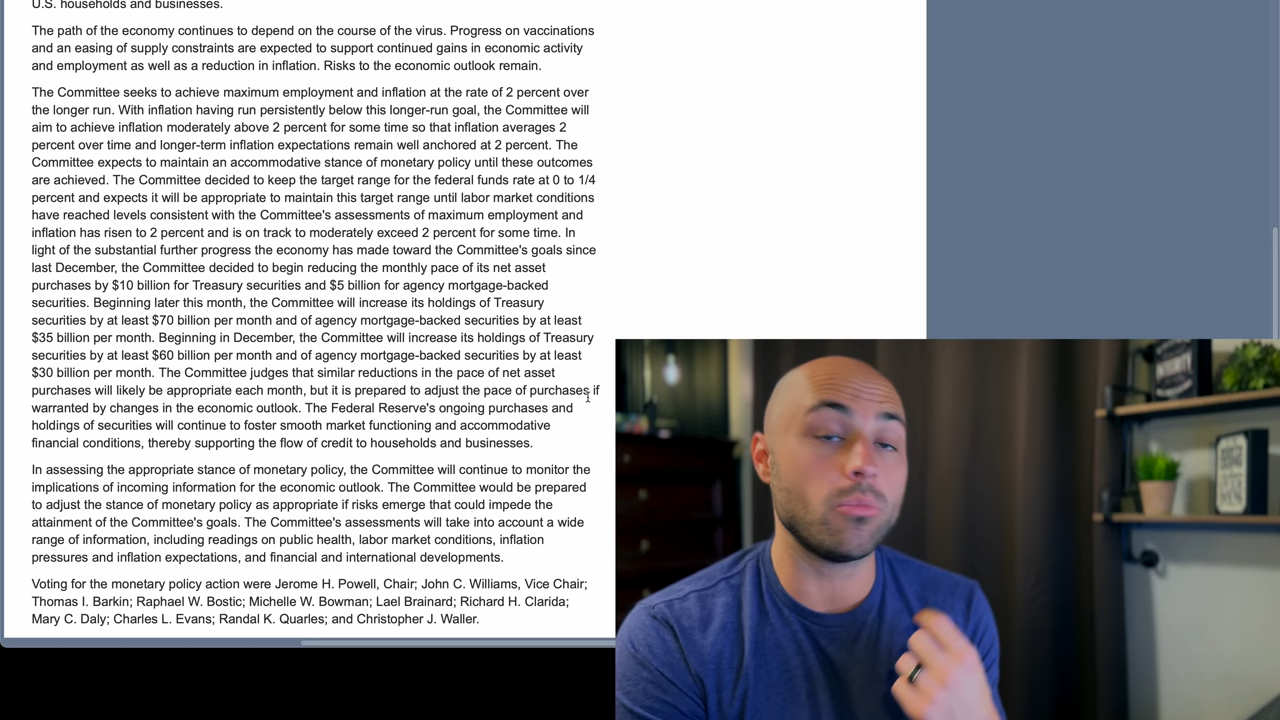 U.S. households and businesses.
The path of the economy continues to depend on the course of the virus. Progress on vaccinations
and an easing of supply constraints are expected to support continued gains in economic activity
and employment as well as a reduction in inflation. Risks to the economic outlook remain.
The Committee seeks to achieve maximum employment and inflation at the rate of 2 percent over
the longer run. With inflation having run persistently below this longer-run goal, the Committee will
aim to achieve inflation moderately above 2 percent for some time so that inflation averages 2
percent over time and longer-term inflation expectations remain well anchored at 2 percent. The
Committee expects to maintain an accommodative stance of monetary policy until these outcomes
are achieved. The Committee decided to keep the target range for the federal funds rate at 0 to 1/4
percent and expects it will be appropriate to maintain this target range until labor market conditions
have reached levels consistent with the Committee's assessments of maximum employment and
inflation has risen to 2 percent and is on track to moderately exceed 2 percent for some time. In
light of the substantial further progress the economy has made toward the Committee's goals since
last December, the Committee decided to begin reducing the monthly pace of its net asset
purchases by $10 billion for Treasury securities and $5 billion for agency mortgage-backed
securities. Beginning later this month, the Committee will increase its holdings of Treasury
securities by at least $70 billion per month and of agency mortgage-backed securities by at least
$35 billion per month. Beginning in December, the Committee will increase its holdings of Treasury
securities by at least $60 billion per month and of agency mortgage-backed securities by at least
$30 billion per month. The Committee judges that similar reductions in the pace of net asset
purchases will likely be appropriate each month, but it is prepared to adjust the pace of purchases if
warranted by changes in the economic outlook. The Federal Reserve's ongoing purchases and
holdings of securities will continue to foster smooth market functioning and accommodative
financial conditions, thereby supporting the flow of credit to households and businesses.
In assessing the appropriate stance of monetary policy, the Committee will continue to monitor the
implications of incoming information for the economic outlook. The Committee would be prepared
to adjust the stance of monetary policy as appropriate if risks emerge that could impede the
attainment of the Committee's goals. The Committee's assessments will take into account a wide
range of information, including readings on public health, labor market conditions, inflation
pressures and inflation expectations, and financial and international developments.
Voting for the monetary policy action were Jerome H. Powell, Chair; John C. Williams, Vice Chair;
Thomas I. Barkin; Raphael W. Bostic; Michelle W. Bowman; Lael Brainard; Richard H. Clarida;
Mary C. Daly; Charles L. Evans; Randal K. Quarles; and Christopher J. Waller.